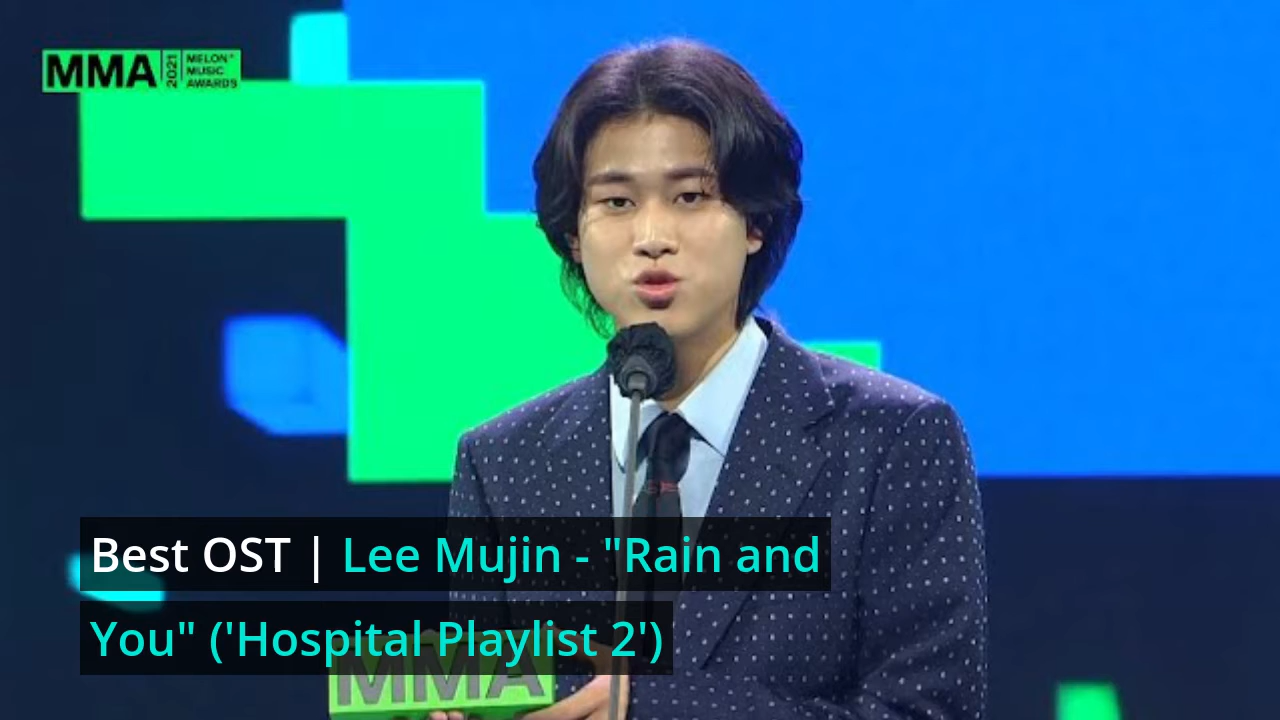 MMA 2021 MELON* MUSIC AWARDS
Best OST | Lee Mujin - "Rain and
You" ('Hospital Playlist 2')
MMA